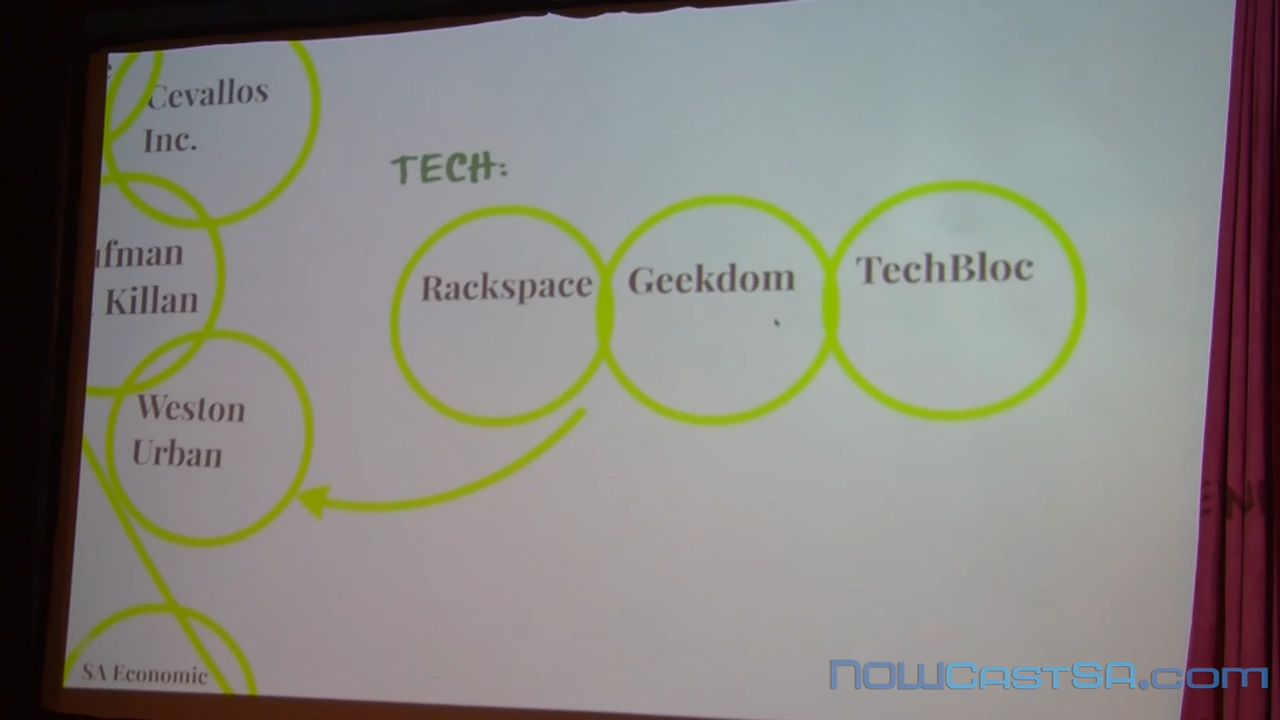 Cevallos
Inc.
TECH:
Killan
Rackspace
Geekdom
TechBloc
Weston
Urban
SA Economic
NOWCastSA.com